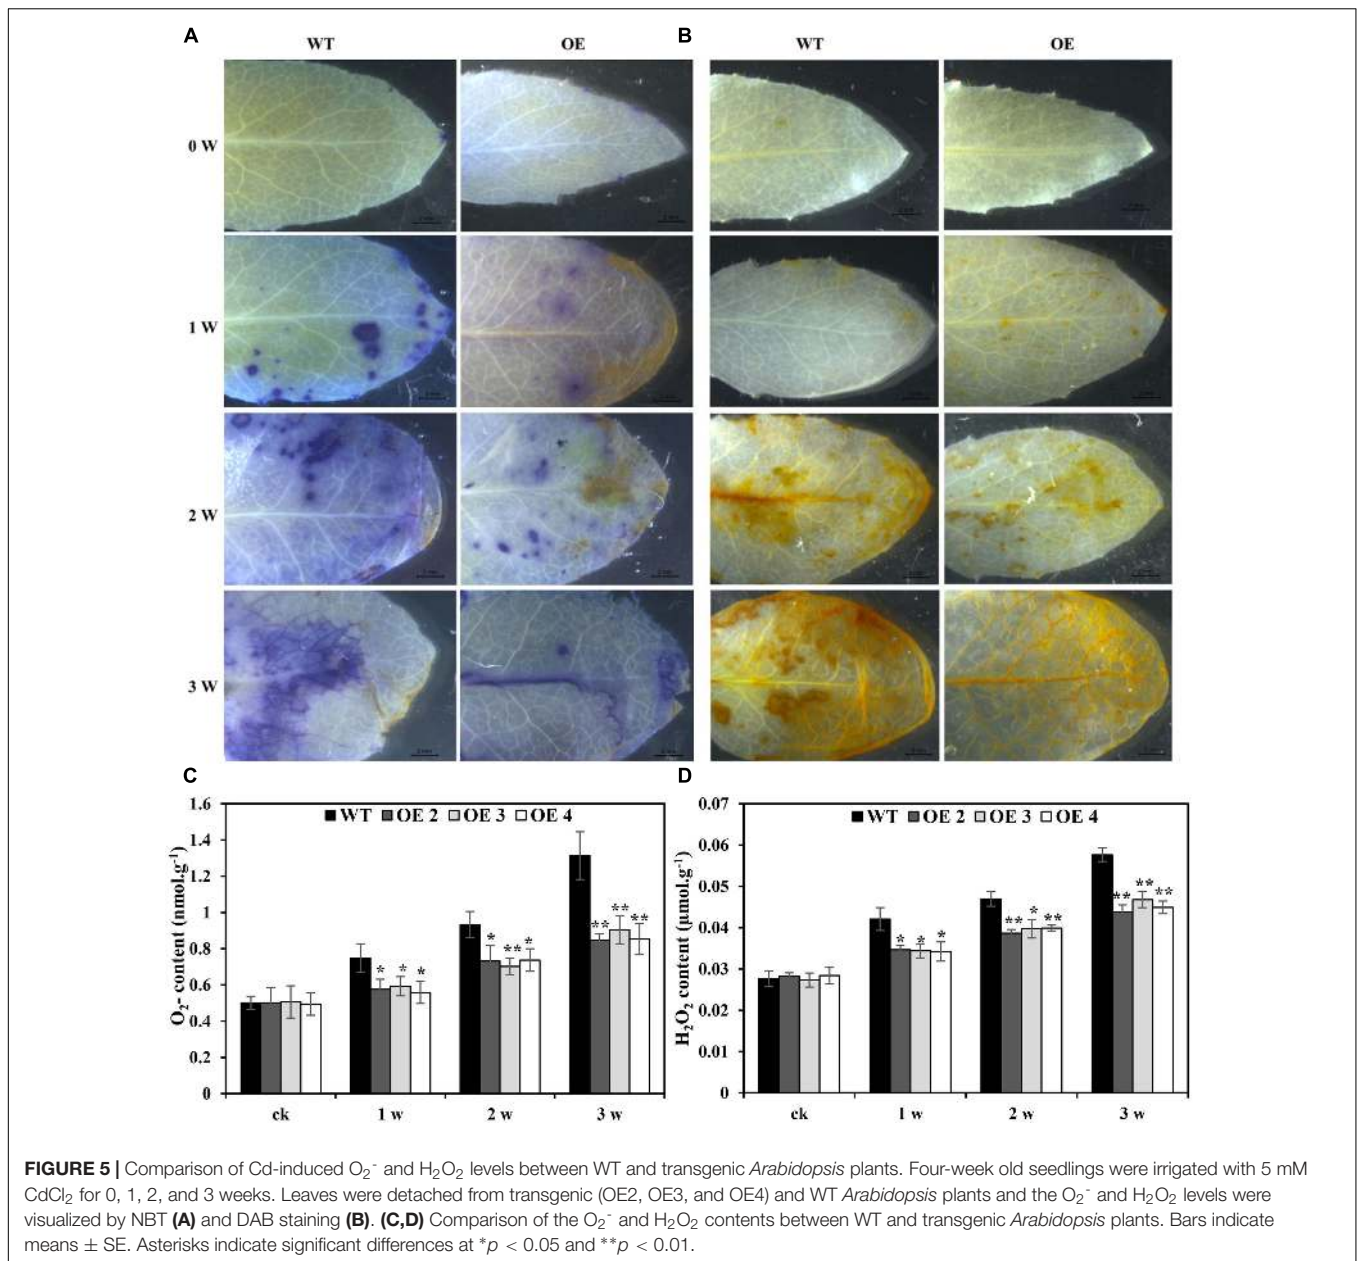 A
WT
OE
B
WT
OE
0 W
1 W
2 W
3 W
C
1.6
1.4
1.2
1
0.8
0.6
0.4
0.2
0
O₂- content (nmol.g⁻¹)
WT OE 2 OE 3 OE 4
* * *
* ** *
** ** **
ck 1 w 2 w 3 w
D
0.07
0.06
0.05
0.04
0.03
0.02
0.01
0
H₂O₂ content (µmol.g⁻¹)
WT OE 2 OE 3 OE 4
* * *
** * **
** ** **
ck 1 w 2 w 3 w
FIGURE 5 | Comparison of Cd-induced O₂⁻ and H₂O₂ levels between WT and transgenic Arabidopsis plants. Four-week old seedlings were irrigated with 5 mM
CdCl₂ for 0, 1, 2, and 3 weeks. Leaves were detached from transgenic (OE2, OE3, and OE4) and WT Arabidopsis plants and the O₂⁻ and H₂O₂ levels were
visualized by NBT (A) and DAB staining (B). (C,D) Comparison of the O₂⁻ and H₂O₂ contents between WT and transgenic Arabidopsis plants. Bars indicate
means ± SE. Asterisks indicate significant differences at *p < 0.05 and **p < 0.01.